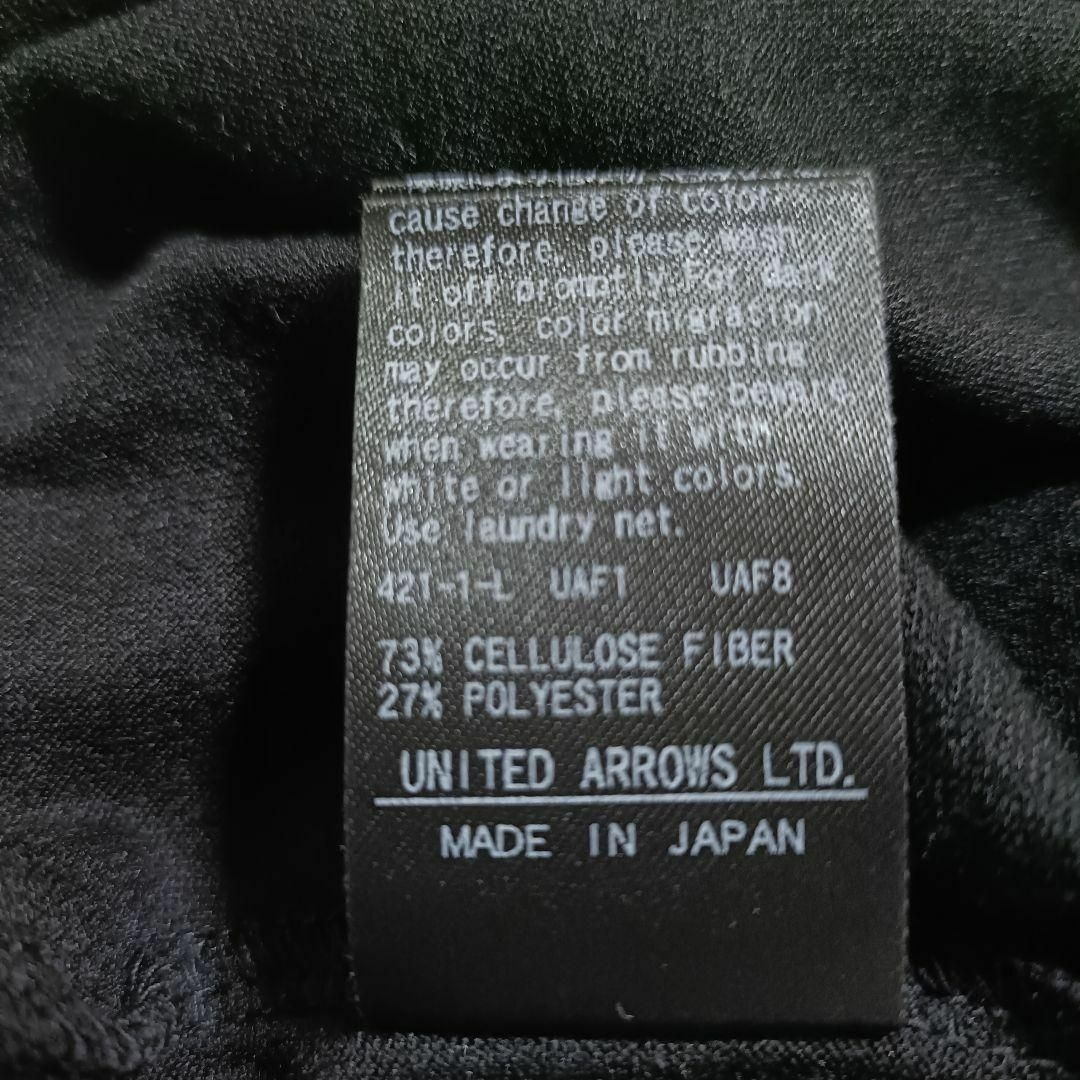 cause change of color
therefore, please wash
it off promptly. For dark
colors, color migration
may occur from rubbing
therefore, please beware
when wearing it with
white or light colors.
Use laundry net.
421-1-L UAF1 UAF8
73% CELLULOSE FIBER
27% POLYESTER
UNITED ARROWS LTD.
MADE IN JAPAN